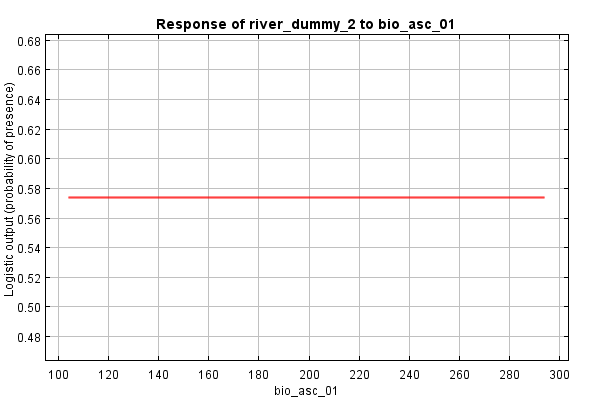 Response of river_dummy_2 to bio_asc_01
Logistic output (probability of presence)
0.68
0.66
0.64
0.62
0.60
0.58
0.56
0.54
0.52
0.50
0.48
100 120 140 160 180 200 220 240 260 280 300
bio_asc_01